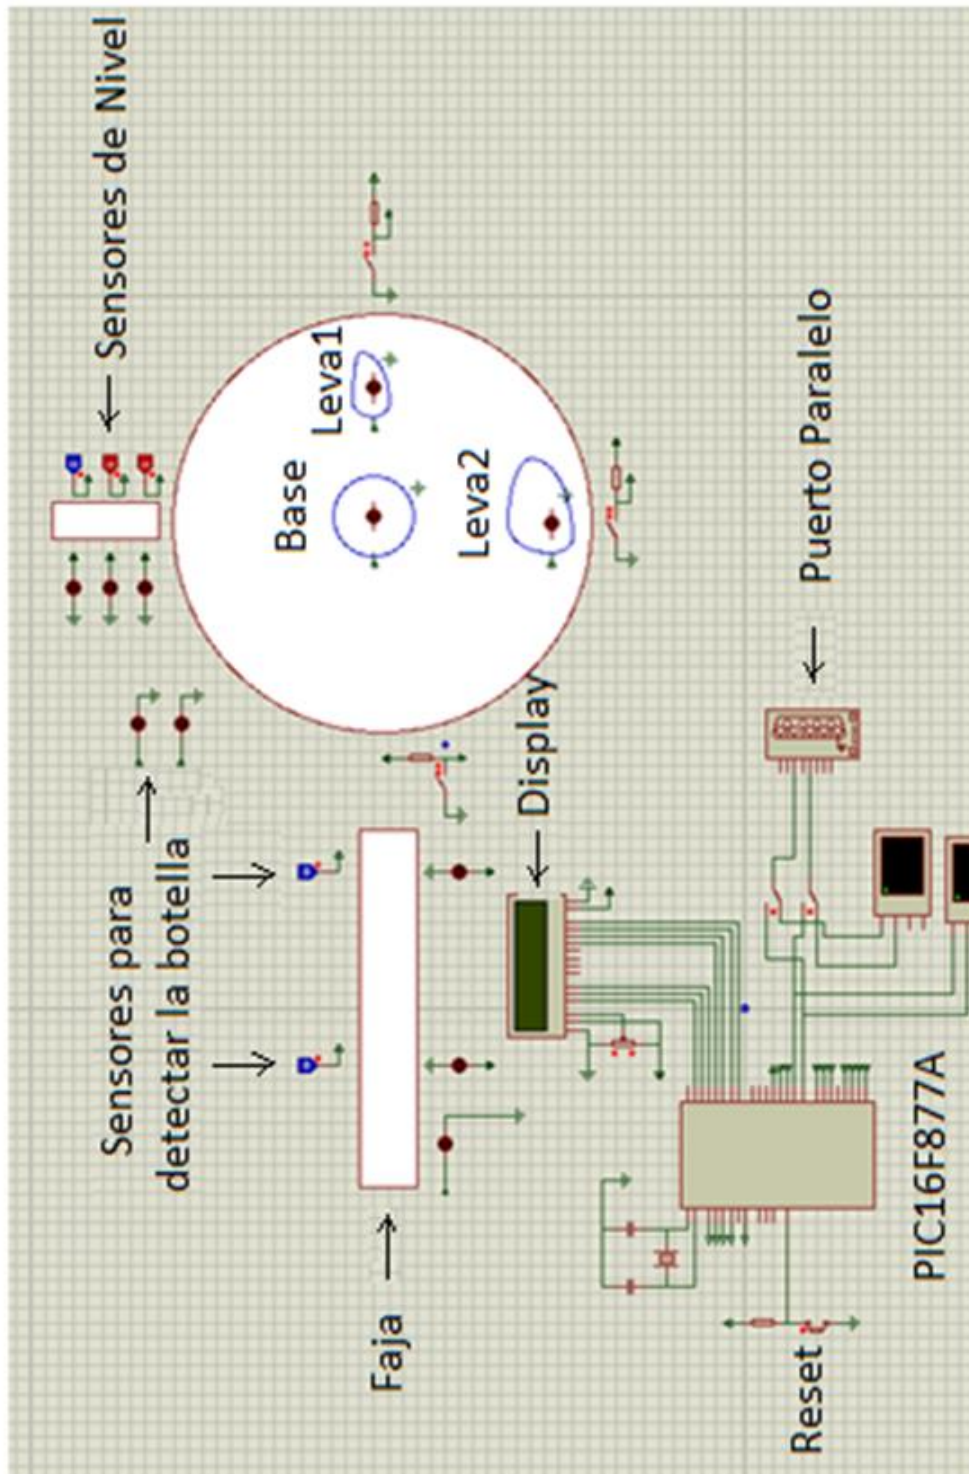 Sensores de Nivel
Sensores para
detectar la botella
Leva1
Base
Leva2
Faja
Display
Puerto Paralelo
Reset
PIC16F877A